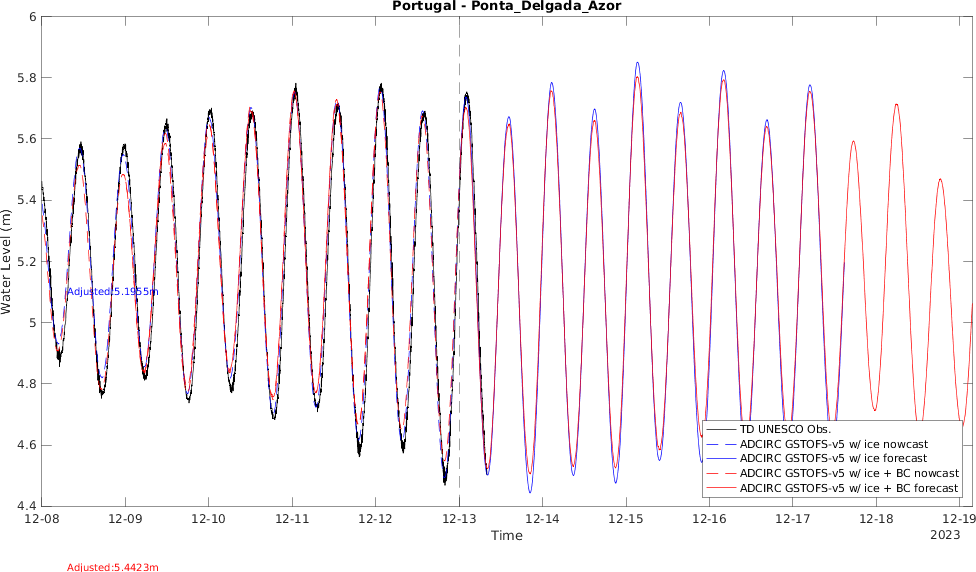 Portugal - Ponta_Delgada_Azor
6
5.8
5.6
5.4
5.2
5
4.8
4.6
4.4
Water Level (m)
Adjusted:5.1955m
TD UNESCO Obs.
ADCIRC GSTOFS-v5 w/ ice nowcast
ADCIRC GSTOFS-v5 w/ ice forecast
ADCIRC GSTOFS-v5 w/ ice + BC nowcast
ADCIRC GSTOFS-v5 w/ ice + BC forecast
12-08
12-09
12-10
12-11
12-12
12-13
12-14
12-15
12-16
12-17
12-18
12-19
Time
2023
Adjusted:5.4423m